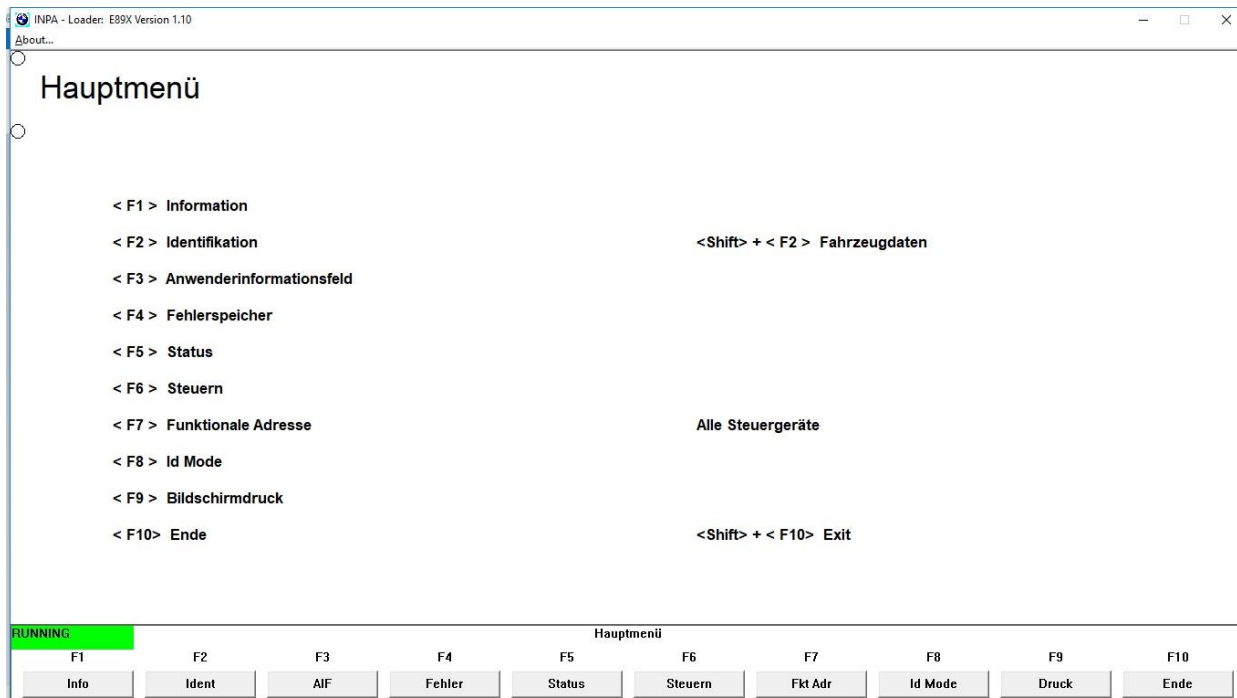 INPA - Loader: E89X Version 1.10
About...
Hauptmenü
< F1 > Information
< F2 > Identifikation <Shift> + < F2 > Fahrzeugdaten
< F3 > Anwenderinformationsfeld
< F4 > Fehlerspeicher
< F5 > Status
< F6 > Steuern
< F7 > Funktionale Adresse Alle Steuergeräte
< F8 > Id Mode
< F9 > Bildschirmdruck
< F10> Ende <Shift> + < F10> Exit
RUNNING Hauptmenü
F1 F2 F3 F4 F5 F6 F7 F8 F9 F10
Info Ident AIF Fehler Status Steuern Fkt Adr Id Mode Druck Ende